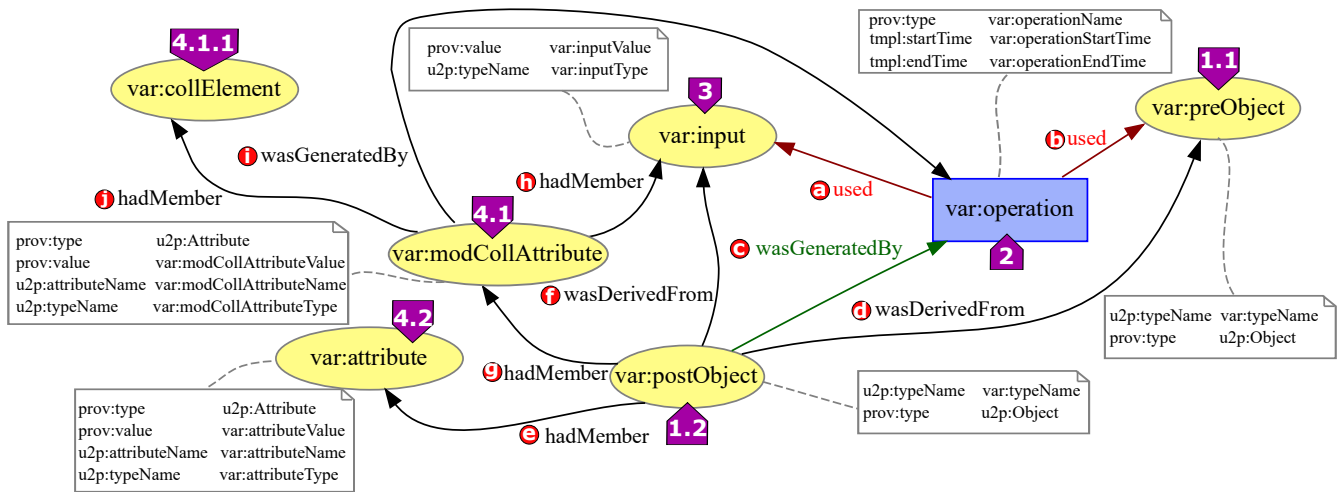 prov:type var:operationName
tmpl:startTime var:operationStartTime
tmpl:endTime var:operationEndTime
prov:value var:inputValue
u2p:typeName var:inputType
4.1.1
var:collElement
3
var:input
1.1
var:preObject
b used
i wasGeneratedBy
h hadMember
a used
j hadMember
4.1
var:modCollAttribute
var:operation
2
prov:type u2p:Attribute
prov:value var:modCollAttributeValue
u2p:attributeName var:modCollAttributeName
u2p:typeName var:modCollAttributeType
c wasGeneratedBy
f wasDerivedFrom
d wasDerivedFrom
u2p:typeName var:typeName
prov:type u2p:Object
4.2
var:attribute
g hadMember
var:postObject
1.2
e hadMember
u2p:typeName var:typeName
prov:type u2p:Object
prov:type u2p:Attribute
prov:value var:attributeValue
u2p:attributeName var:attributeName
u2p:typeName var:attributeType